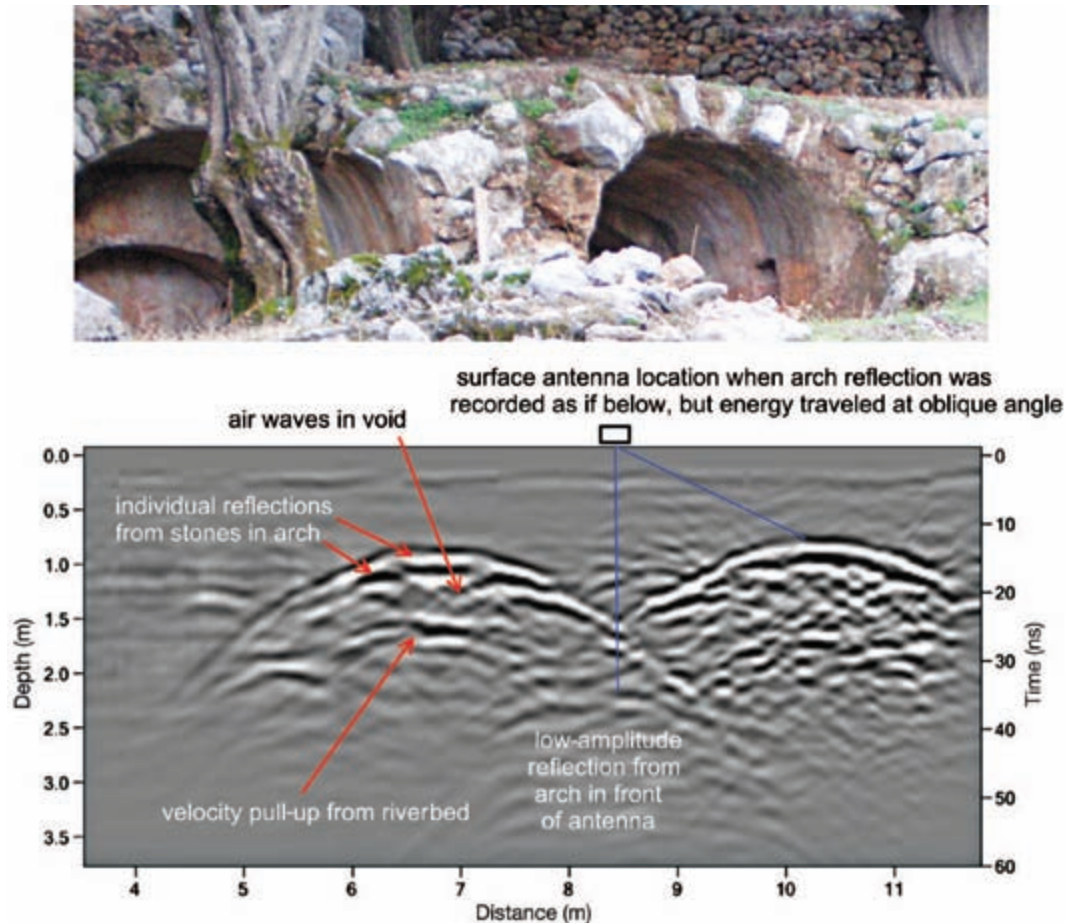 surface antenna location when arch reflection was
recorded as if below, but energy traveled at oblique angle
air waves in void
individual reflections
from stones in arch
low-amplitude
reflection from
arch in front
of antenna
velocity pull-up from riverbed
Depth (m)
0.0
0.5
1.0
1.5
2.0
2.5
3.0
3.5
Time (ns)
0
10
20
30
40
50
60
4 5 6 7 8 9 10 11
Distance (m)